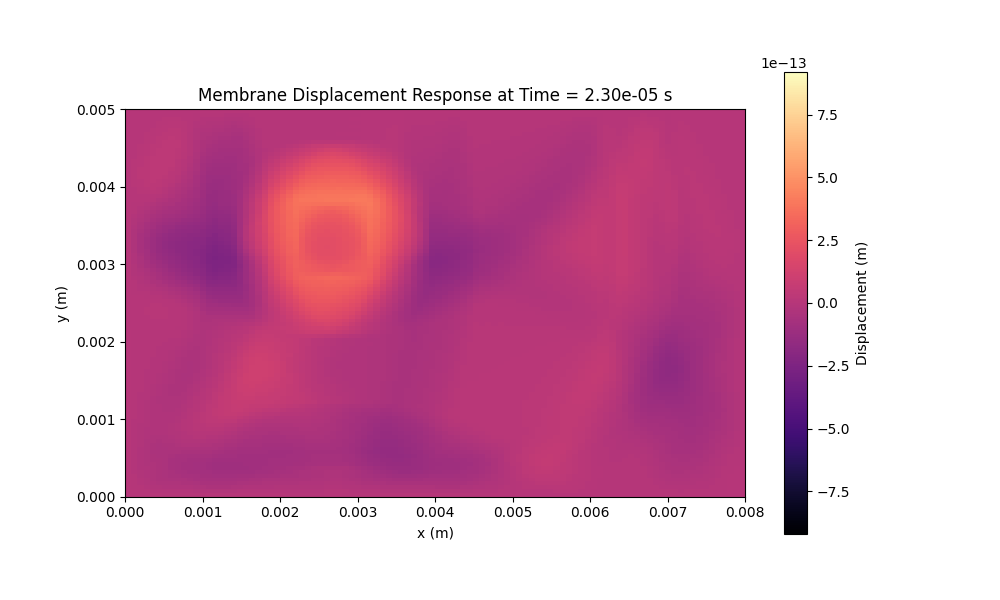 1e−13
Membrane Displacement Response at Time = 2.30e-05 s
0.005
0.004
0.003
0.002
0.001
0.000
y (m)
0.000 0.001 0.002 0.003 0.004 0.005 0.006 0.007 0.008
x (m)
7.5
5.0
2.5
0.0
−2.5
−5.0
−7.5
Displacement (m)